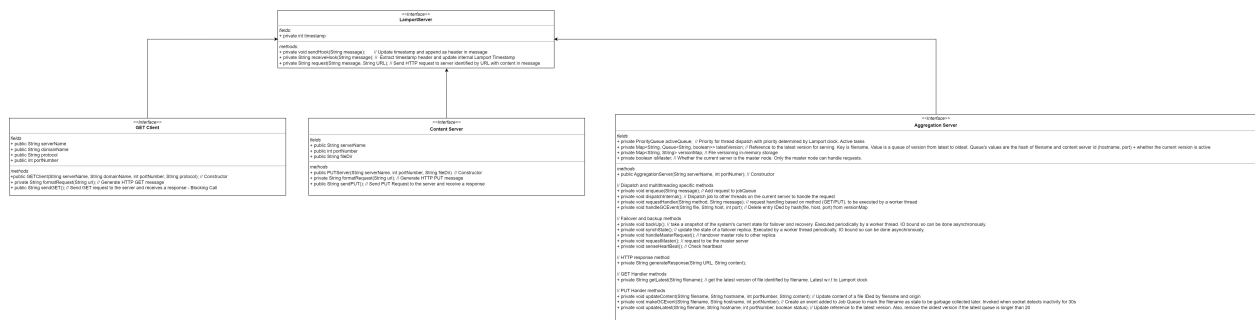 <<Interface>>
LamportServer
fields:
+ private int timestamp
methods:
+ private void sendHook(String message); // Update timestamp and append as header in message
+ private String receiveHook(String message) // Extract timestamp header and update internal Lamport Timestamp
+ private String request(String message, String URL); // Send HTTP request to server identified by URL with content in message
<<Interface>>
GET Client
fields
+ public String serverName
+ public String domainName
+ public String protocol
+ public int portNumber
methods
+public GETClient(String serverName, String domainName, int portNumber, String protocol); // Constructor
+ private String formatRequest(String url); // Generate HTTP GET message
+ public String sendGET(); // Send GET request to the server and receives a response - Blocking Call
<<Interface>>
Content Server
fields
+ public String serverName
+ public int portNumber
+ public String fileDir
methods
+ public PUTServer(String serverName, int portNumber, String fileDir); // Constructor
+ private String formatRequest(String url); // Generate HTTP PUT message
+ public String sendPUT(); // Send PUT Request to the server and receive a response
<<Interface>>
Aggregation Server
fields
+ private PriorityQueue activeQueue; // Priority for thread dispatch with priority determined by Lamport clock. Active tasks
+ private Map<String, Queue<String, boolean>> latestVersion; // Reference to the latest version for serving. Key is filename, Value is a queue of version from latest to oldest. Queue's values are the hash of filename and content server id (hostname, port) + whether the current version is active.
+ private Map<String, String> versionMap; // File versioning in-memory storage
+ private boolean isMaster; // Whether the current server is the master node. Only the master node can handle requests.
methods
+ public AggregationServer(String serverName, int portNumer), // Constructor
// Dispatch and multithreading specific methods
+ private void enqueue(String message); // Add request to jobQueue
+ private void dispatchInternal(); // Dispatch job to other threads on the current server to handle the request
+ private void requestHandler(String method, String message); // request handling based on method (GET/PUT), to be executed by a worker thread
+ private void handleGCEvent(String file, String host, int port); // Delete entry IDed by hash(file, host, port) from versionMap
// Failover and backup methods
+ private void backUp(); // take a snapshot of the system's current state for failover and recovery. Executed periodically by a worker thread. IO bound so can be done asynchronously.
+ private void synchState(); // update the state of a failover replica. Executed by a worker thread periodically. IO bound so can be done asynchronously.
+ private void handleMasterRequest(); // handover master role to other replica
+ private void requestMaster(); // request to be the master server
+ private void senseHeartBeat(); // Check heartbeat
// HTTP response method
+ private String generateResponse(String URL, String content);
// GET Handler methods
+ private String getLatest(String filename); // get the latest version of file identified by filename. Latest w.r.t to Lamport clock.
// PUT Handler methods
+ private void updateContent(String filename, String hostname, int portNumber, String content); // Update content of a file IDed by filename and origin
+ private void makeGCEvent(String filename, String hostname, int portNumber); // Create an event added to Job Queue to mark the filename as stale to be garbage collected later. Invoked when socket detects inactivity for 30s
+ private void updateLatest(String filename, String hostname, int portNumber, boolean status); // Update reference to the latest version. Also, remove the oldest version if the latest queue is longer than 20